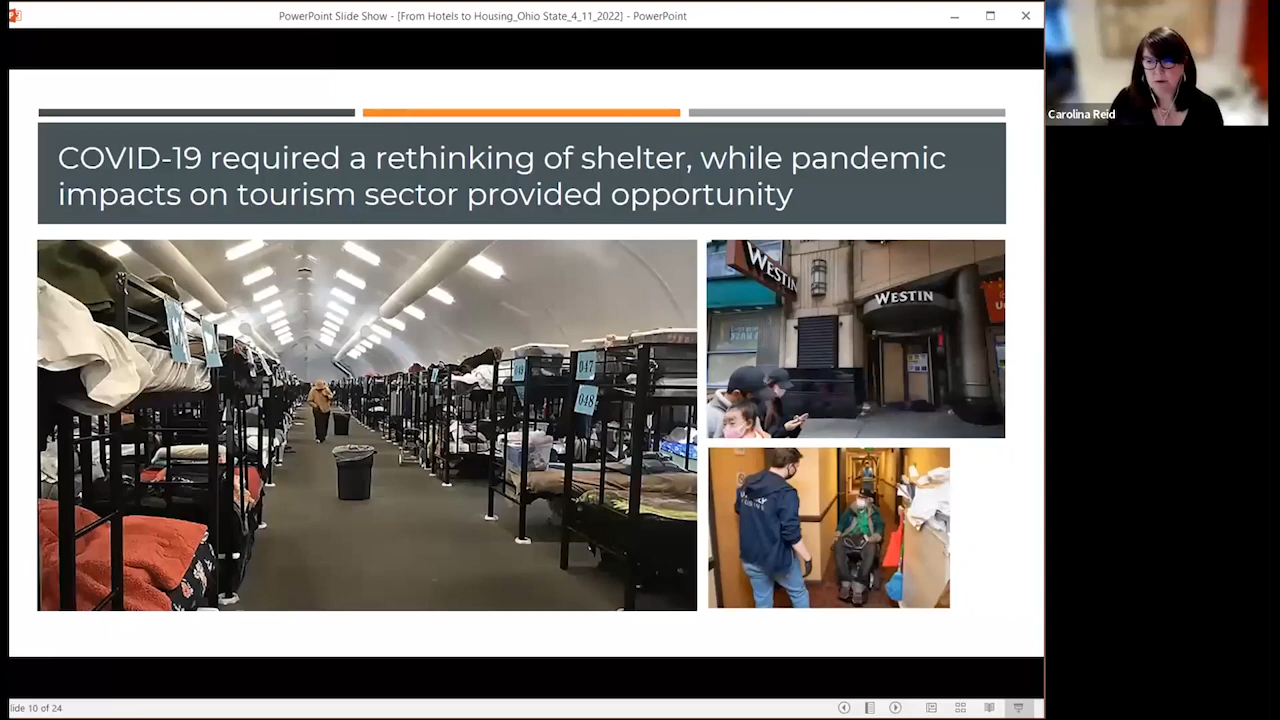 PowerPoint Slide Show - [From Hotels to Housing_Ohio State_4_11_2022] - PowerPoint
Carolina Reid
COVID-19 required a rethinking of shelter, while pandemic
impacts on tourism sector provided opportunity
WESTIN
WESTIN
047
048
lide 10 of 24